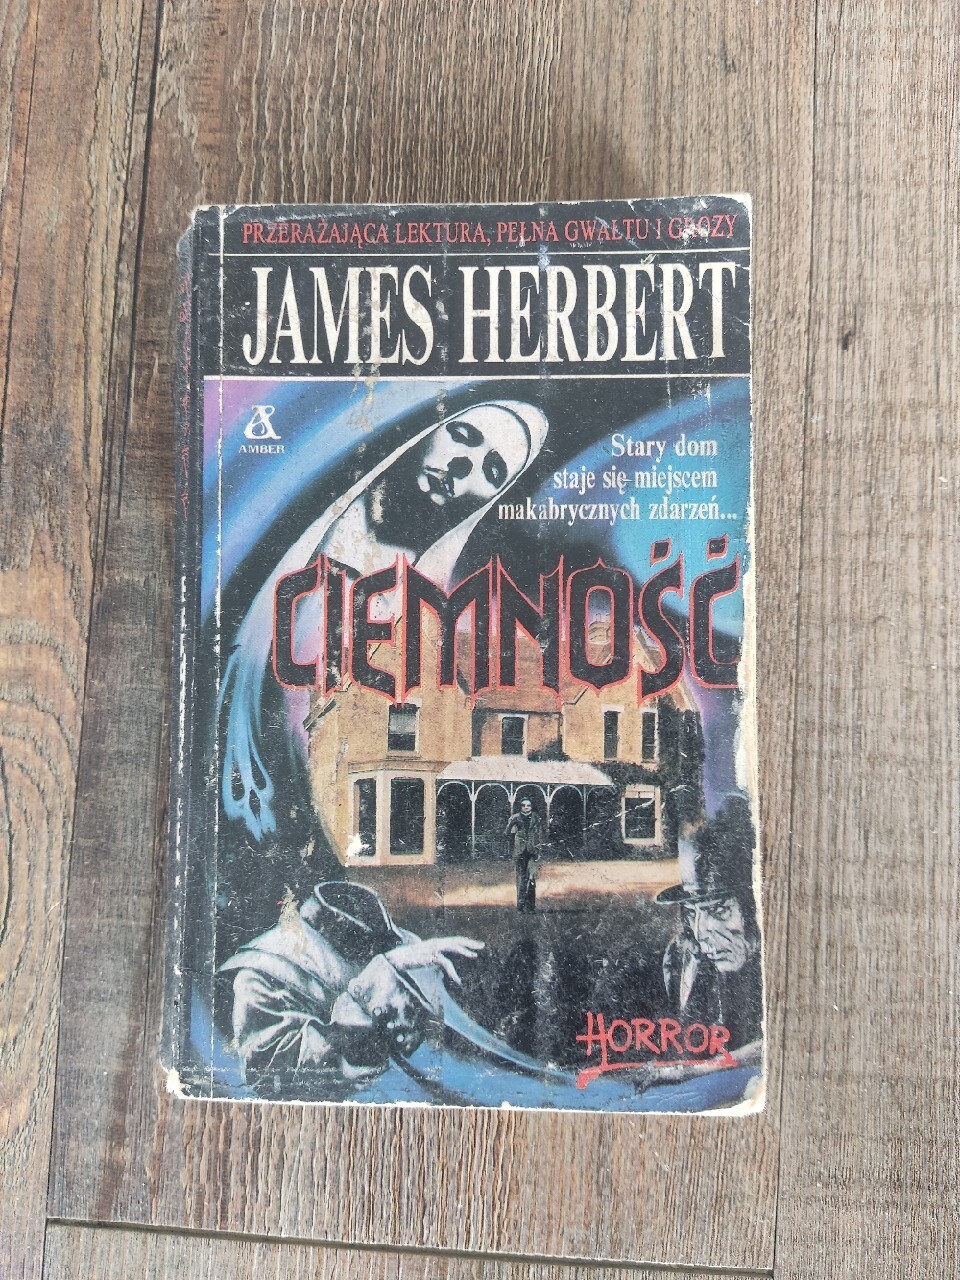 PRZERAŻAJĄCA LEKTURA, PEŁNA GWAŁTU I GROZY
JAMES HERBERT
AMBER
Stary dom
staje się miejscem
makabrycznych zdarzeń...
CIEMNOŚĆ
HORROR